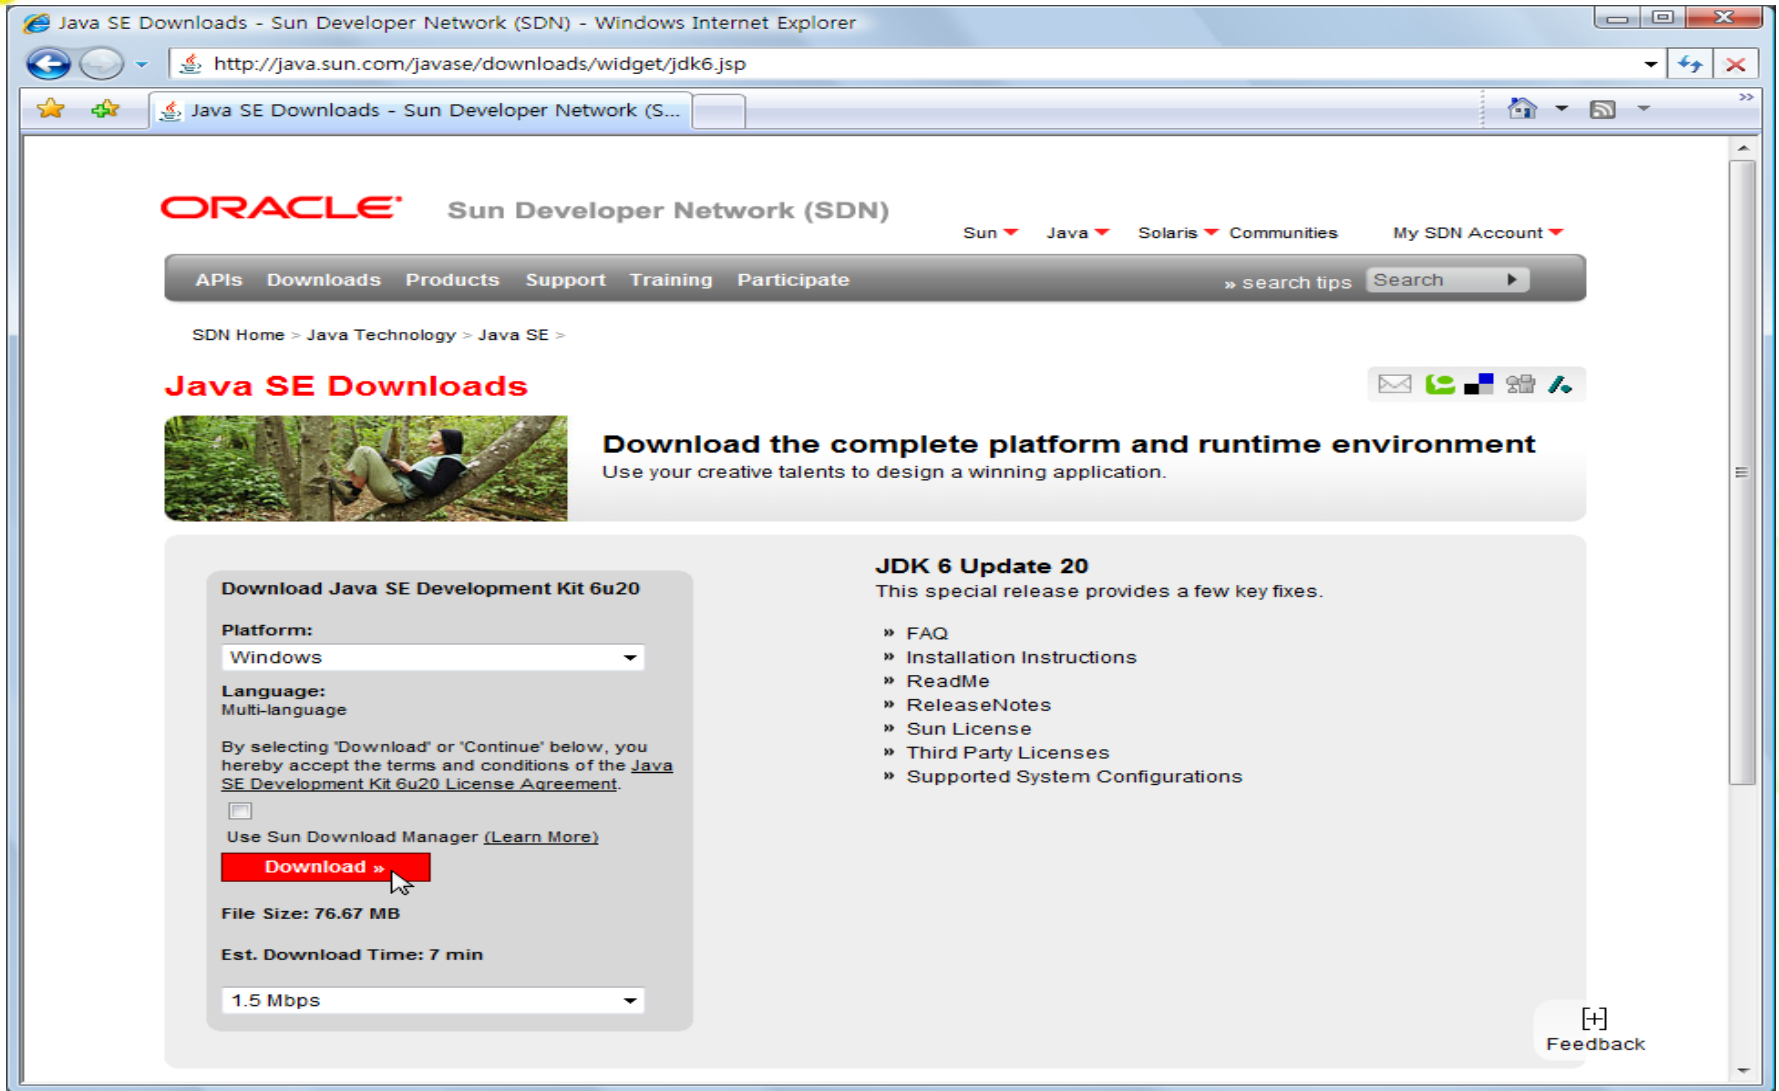 Java SE Downloads - Sun Developer Network (SDN) - Windows Internet Explorer
http://java.sun.com/javase/downloads/widget/jdk6.jsp
Java SE Downloads - Sun Developer Network (S...
ORACLE Sun Developer Network (SDN)
Sun Java Solaris Communities My SDN Account
APIs Downloads Products Support Training Participate » search tips Search
SDN Home > Java Technology > Java SE >
Java SE Downloads
Download the complete platform and runtime environment
Use your creative talents to design a winning application.
Download Java SE Development Kit 6u20
Platform:
Windows
Language:
Multi-language
By selecting 'Download' or 'Continue' below, you
hereby accept the terms and conditions of the Java
SE Development Kit 6u20 License Agreement.
Use Sun Download Manager (Learn More)
Download »
File Size: 76.67 MB
Est. Download Time: 7 min
1.5 Mbps
JDK 6 Update 20
This special release provides a few key fixes.
» FAQ
» Installation Instructions
» ReadMe
» ReleaseNotes
» Sun License
» Third Party Licenses
» Supported System Configurations
[+]
Feedback